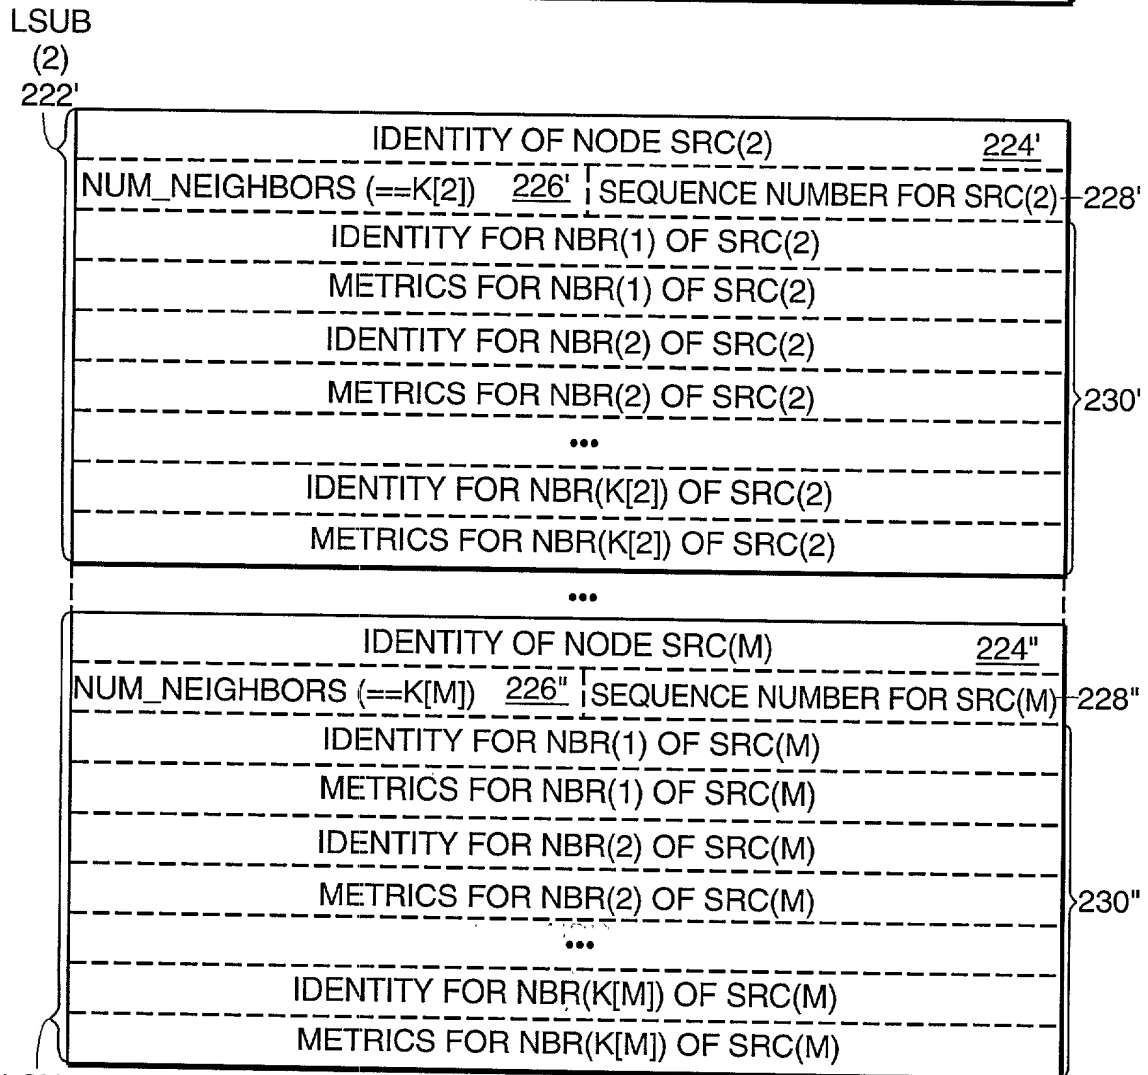 LSUB
(2)
222'
IDENTITY OF NODE SRC(2) 224'
NUM_NEIGHBORS (==K[2]) 226' SEQUENCE NUMBER FOR SRC(2) 228'
IDENTITY FOR NBR(1) OF SRC(2)
METRICS FOR NBR(1) OF SRC(2)
IDENTITY FOR NBR(2) OF SRC(2)
METRICS FOR NBR(2) OF SRC(2)
230'
•••
IDENTITY FOR NBR(K[2]) OF SRC(2)
METRICS FOR NBR(K[2]) OF SRC(2)
•••
IDENTITY OF NODE SRC(M) 224"
NUM_NEIGHBORS (==K[M]) 226" SEQUENCE NUMBER FOR SRC(M) 228"
IDENTITY FOR NBR(1) OF SRC(M)
METRICS FOR NBR(1) OF SRC(M)
IDENTITY FOR NBR(2) OF SRC(M)
METRICS FOR NBR(2) OF SRC(M)
230"
•••
IDENTITY FOR NBR(K[M]) OF SRC(M)
METRICS FOR NBR(K[M]) OF SRC(M)